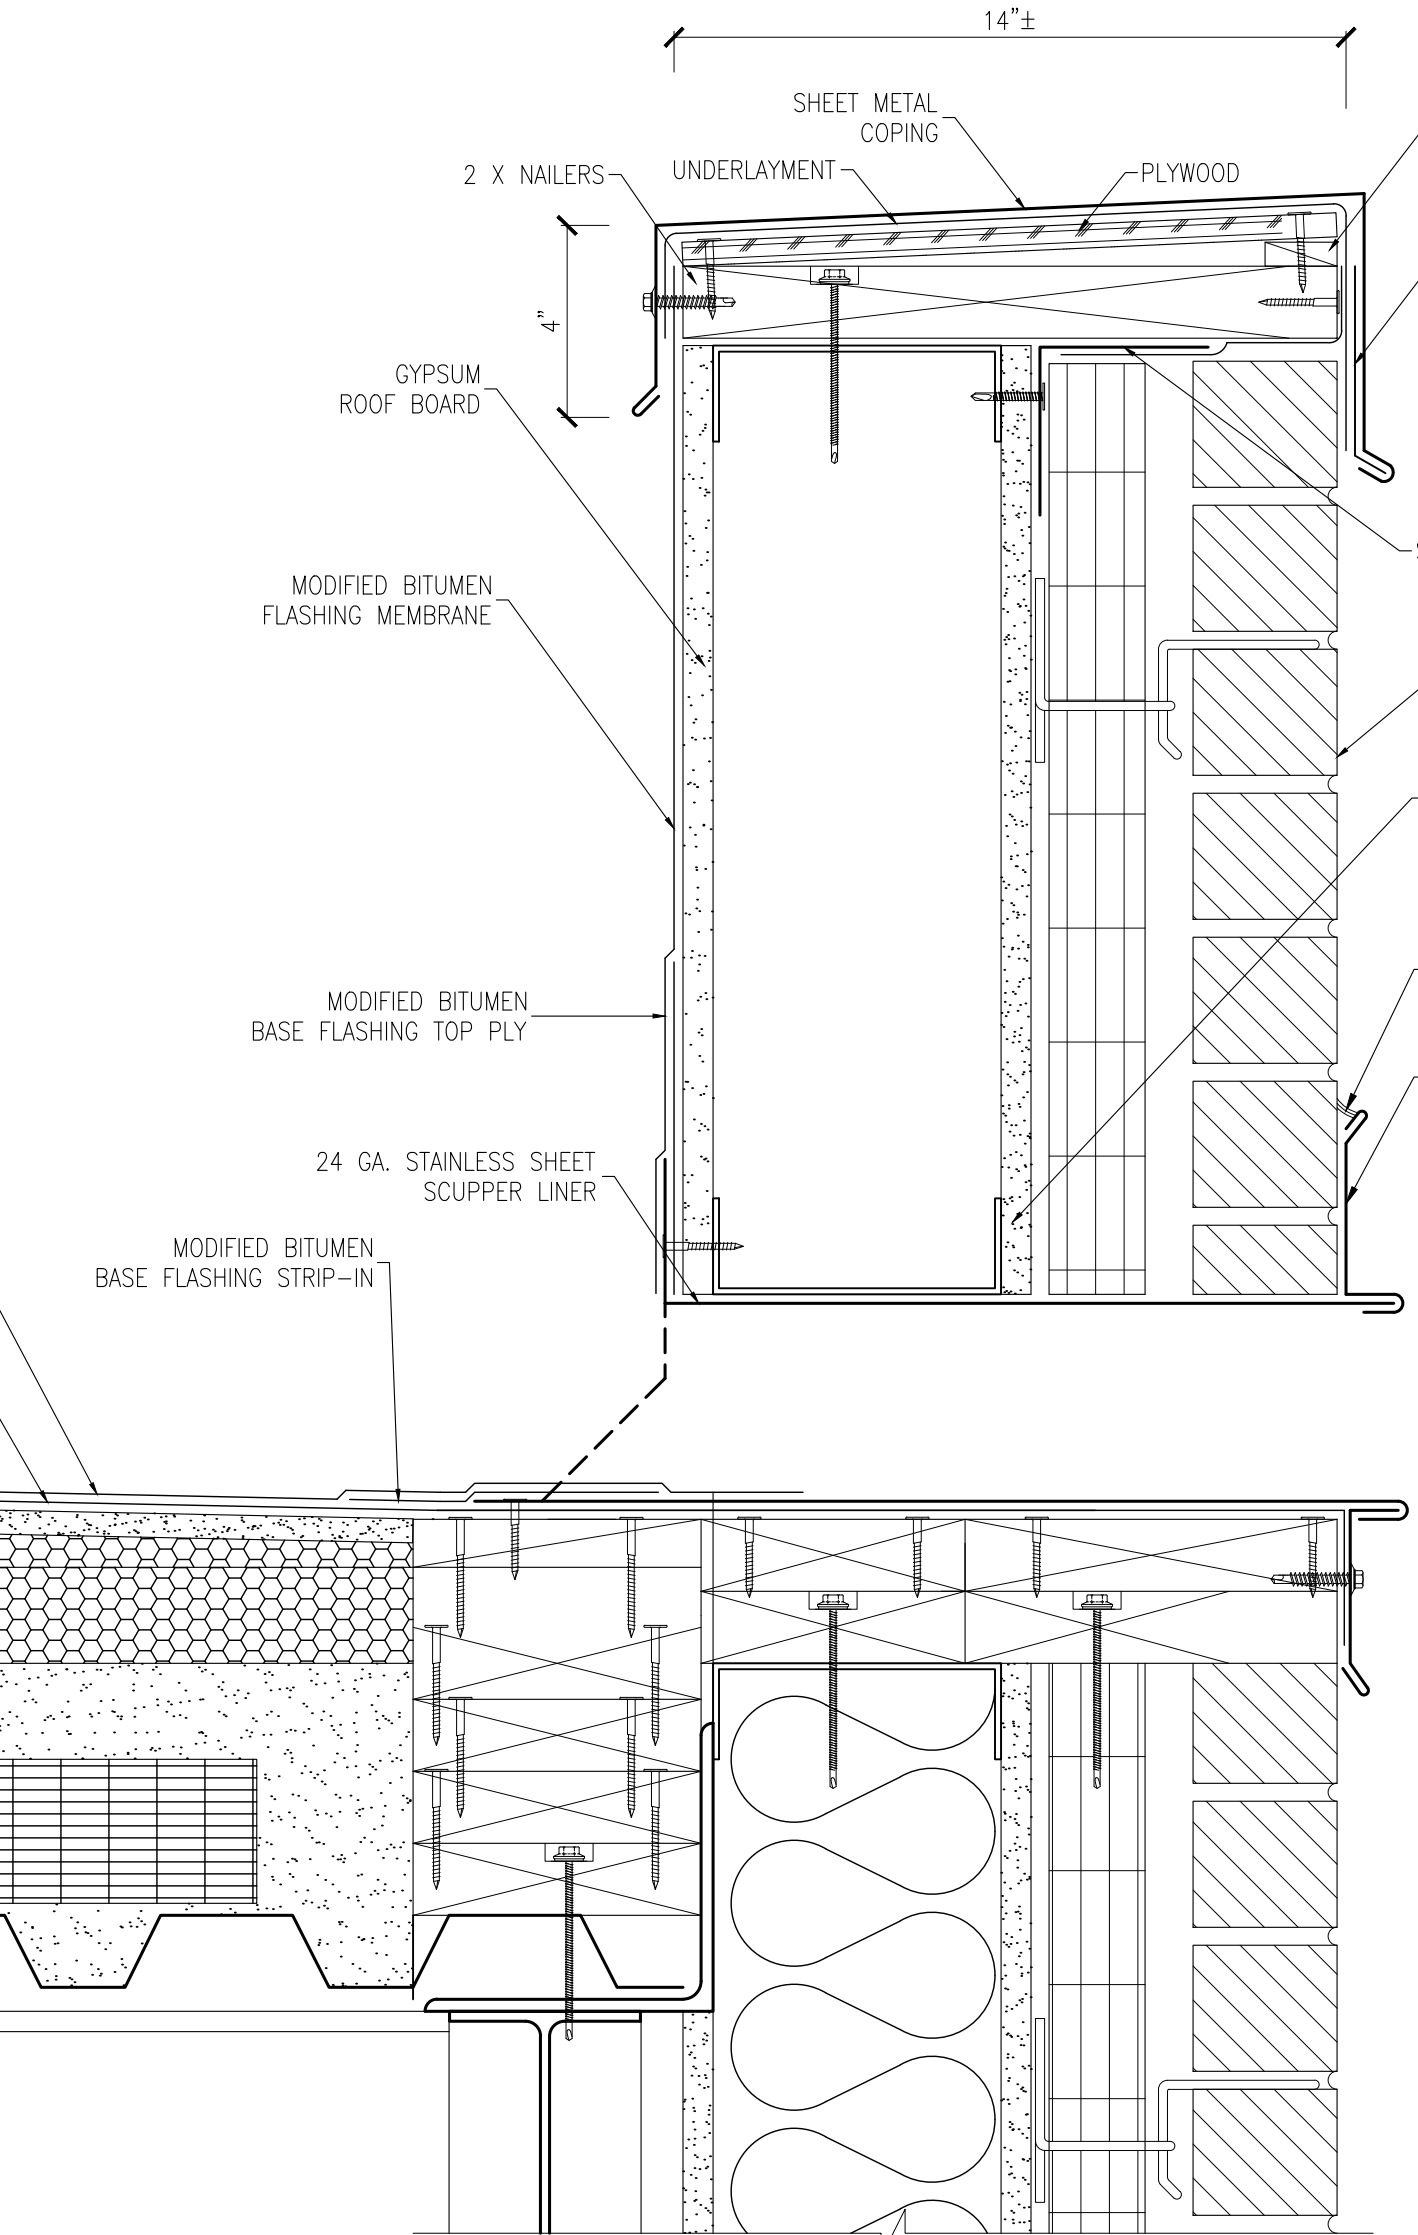 14"±
SHEET METAL
COPING
UNDERLAYMENT
PLYWOOD
2 X NAILERS
4"
GYPSUM
ROOF BOARD
MODIFIED BITUMEN
FLASHING MEMBRANE
MODIFIED BITUMEN
BASE FLASHING TOP PLY
24 GA. STAINLESS SHEET
SCUPPER LINER
MODIFIED BITUMEN
BASE FLASHING STRIP-IN